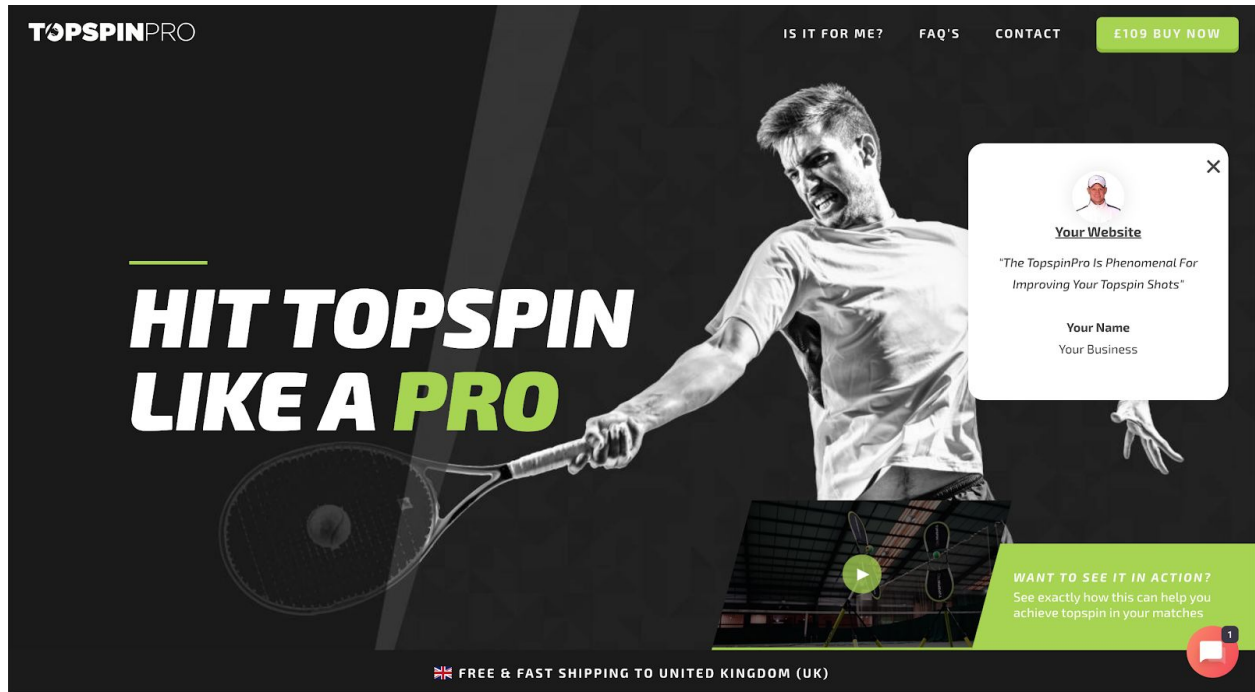 TOPSPINPRO
IS IT FOR ME?
FAQ'S
CONTACT
£109 BUY NOW
HIT TOPSPIN
LIKE A PRO
Your Website
"The TopspinPro Is Phenomenal For
Improving Your Topspin Shots"
Your Name
Your Business
WANT TO SEE IT IN ACTION?
See exactly how this can help you
achieve topspin in your matches
1
FREE & FAST SHIPPING TO UNITED KINGDOM (UK)